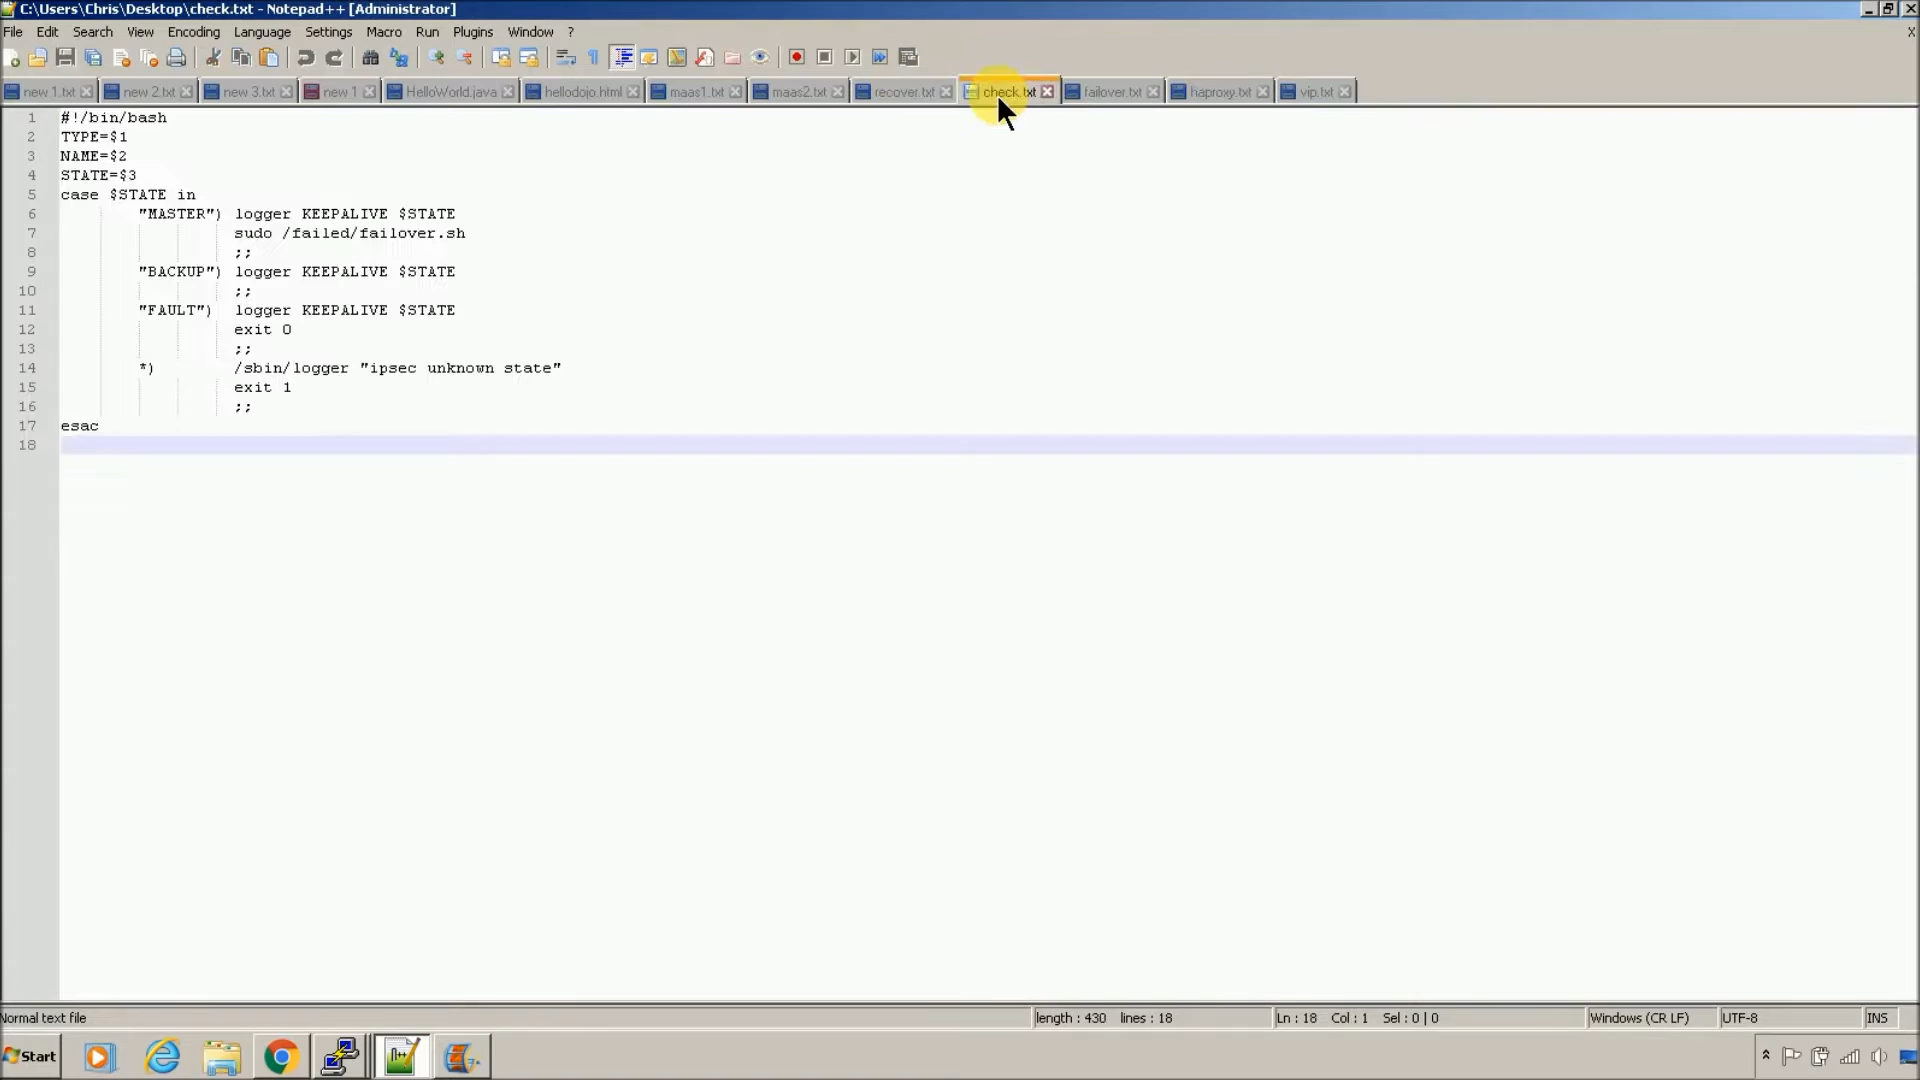 C:\Users\Chris\Desktop\check.txt - Notepad++ [Administrator]
File Edit Search View Encoding Language Settings Macro Run Plugins Window ?
X
new 1.txt new 2.txt new 3.txt new 1 HelloWorld.java hellodojo.html maas1.txt maas2.txt recover.txt check.txt failover.txt haproxy.txt vip.txt
1 #!/bin/bash
2 TYPE=$1
3 NAME=$2
4 STATE=$3
5 case $STATE in
6 "MASTER") logger KEEPALIVE $STATE
7 sudo /failed/failover.sh
8 ;;
9 "BACKUP") logger KEEPALIVE $STATE
10 ;;
11 "FAULT") logger KEEPALIVE $STATE
12 exit 0
13 ;;
14 *) /sbin/logger "ipsec unknown state"
15 exit 1
16 ;;
17 esac
18
Normal text file length : 430 lines : 18 Ln : 18 Col : 1 Sel : 0 | 0 Windows (CR LF) UTF-8 INS
Start